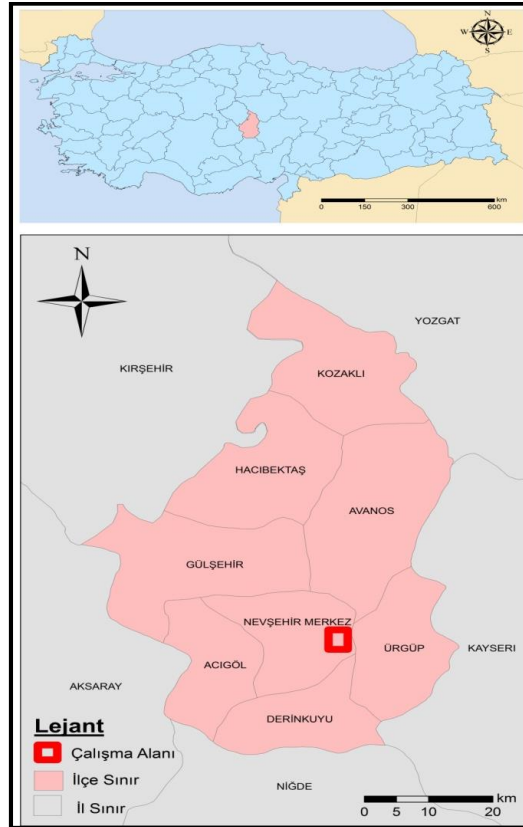 N
W E
S
km
0 150 300 600
N
YOZGAT
KIRŞEHİR
KOZAKLI
HACIBEKTAŞ
AVANOS
GÜLŞEHİR
NEVŞEHİR MERKEZ
ÜRGÜP
KAYSERI
ACIGÖL
AKSARAY
DERİNKUYU
Lejant
Çalışma Alanı
İlçe Sınır
İl Sınır
NİĞDE
km
0 5 10 20